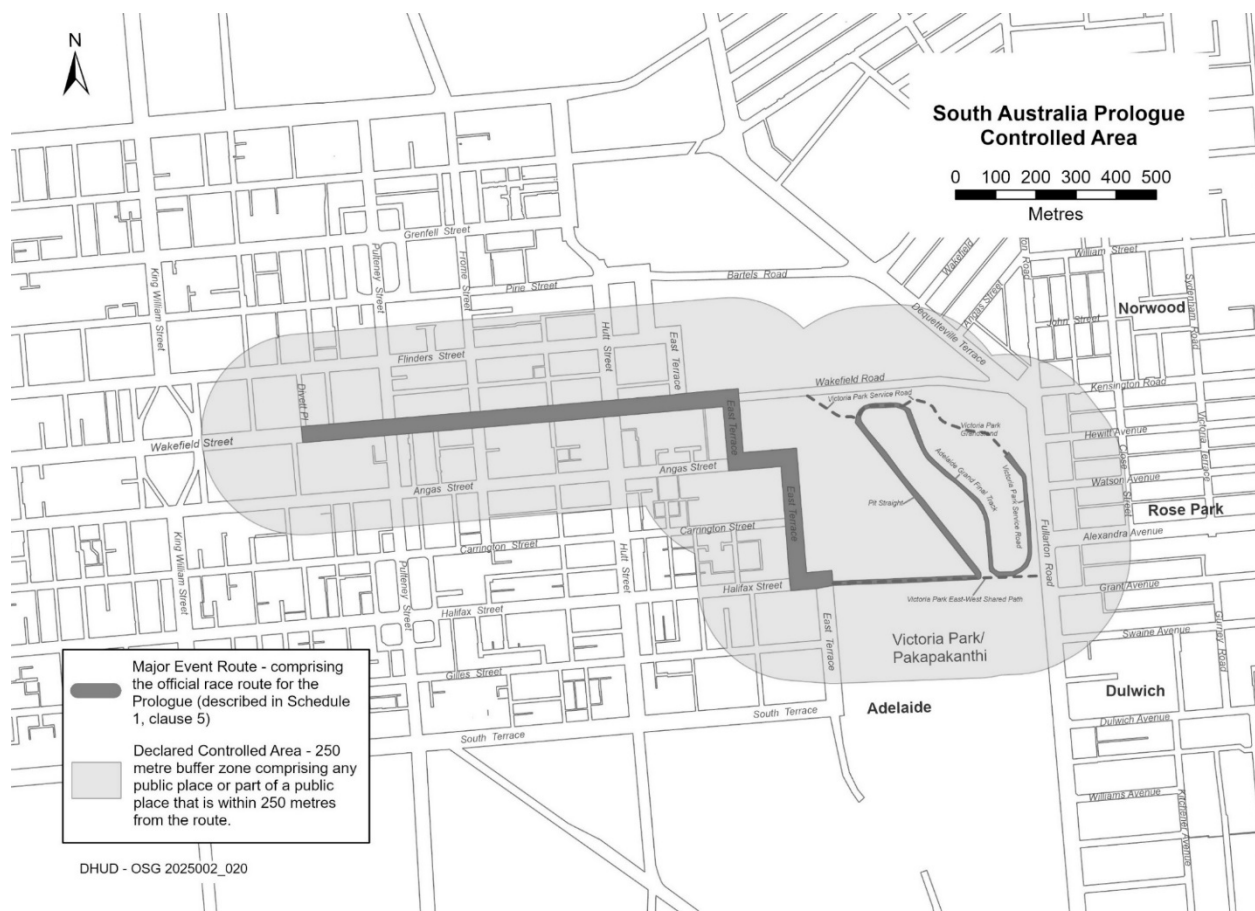 N
South Australia Prologue
Controlled Area
0 100 200 300 400 500
Metres
Grenfell Street
Pulteney Street
Frome Street
King William Street
Pirie Street
Bartels Road
William Street
Wakefield
Angas Street
Sydenham Road
Norwood
John Street
Dequetteville Terrace
Hutt Street
East Terrace
Flinders Street
Divett Pl
Wakefield Road
Kensington Road
Victoria Park Service Road
Victoria Park
Grandstand
Hewitt Avenue
Victoria Terrace
Wakefield Street
East Terrace
Angas Street
Angas Street
Adelaide Grand Final Track
Victoria Park Service Road
Watson Avenue
Close Street
Rose Park
Pit Straight
East Terrace
Fullarton Road
Alexandra Avenue
Carrington Street
Carrington Street
King William Street
Pulteney Street
Hutt Street
Halifax Street
Halifax Street
Victoria Park East-West Shared Path
Grant Avenue
Gurney Road
Swaine Avenue
East Terrace
Victoria Park/
Pakapakanthi
Gilles Street
Dulwich
Adelaide
South Terrace
South Terrace
Dulwich Avenue
Williams Avenue
Kitchener Avenue
Major Event Route - comprising
the official race route for the
Prologue (described in Schedule
1, clause 5)
Declared Controlled Area - 250
metre buffer zone comprising any
public place or part of a public
place that is within 250 metres
from the route.
DHUD - OSG 2025002_020